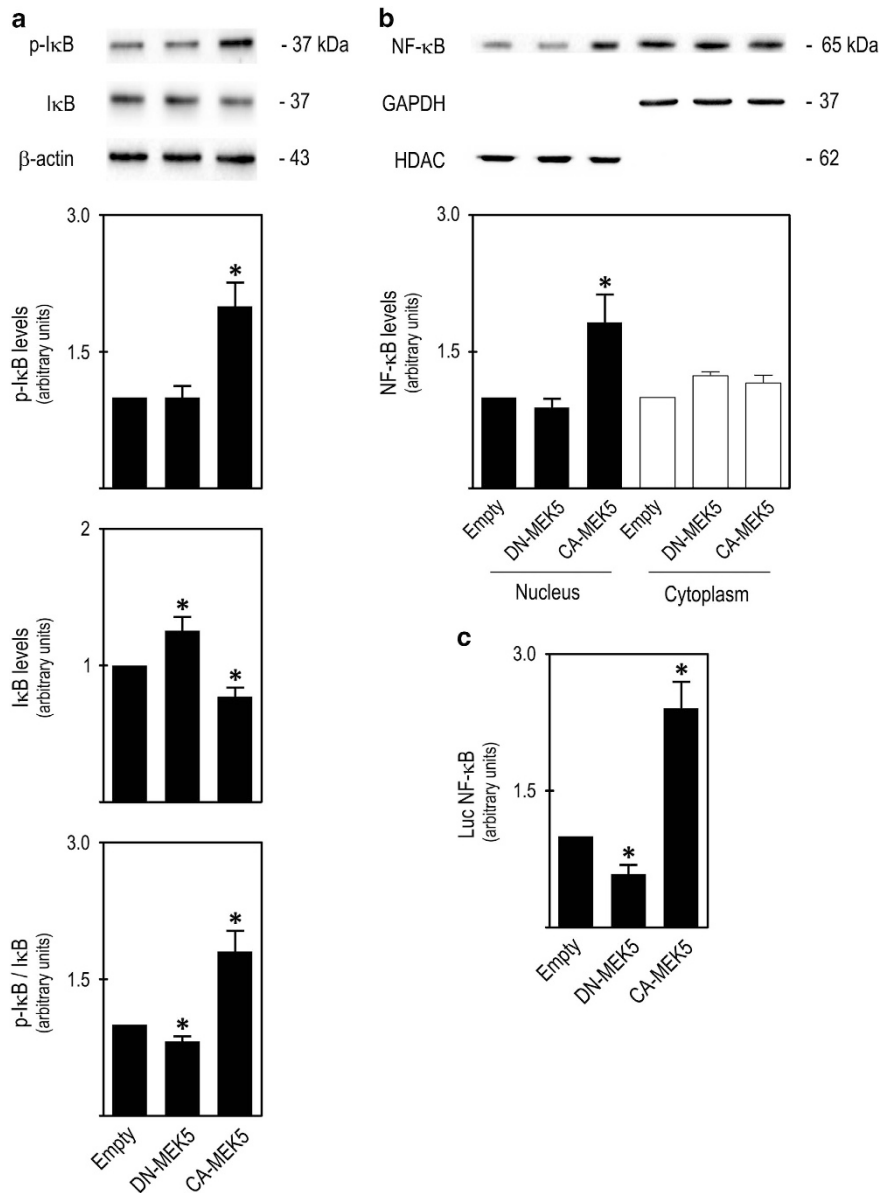 a
p-IκB - 37 kDa
IκB - 37
β-actin - 43
3.0
*
1.5
p-IκB levels
(arbitrary units)
2
*
*
1
IκB levels
(arbitrary units)
3.0
*
*
1.5
p-IκB / IκB
(arbitrary units)
Empty
DN-MEK5
CA-MEK5
b
NF-κB - 65 kDa
GAPDH - 37
HDAC - 62
3.0
*
1.5
NF-κB levels
(arbitrary units)
Empty
DN-MEK5
CA-MEK5
Empty
DN-MEK5
CA-MEK5
Nucleus Cytoplasm
c
3.0
*
*
1.5
Luc NF-κB
(arbitrary units)
Empty
DN-MEK5
CA-MEK5